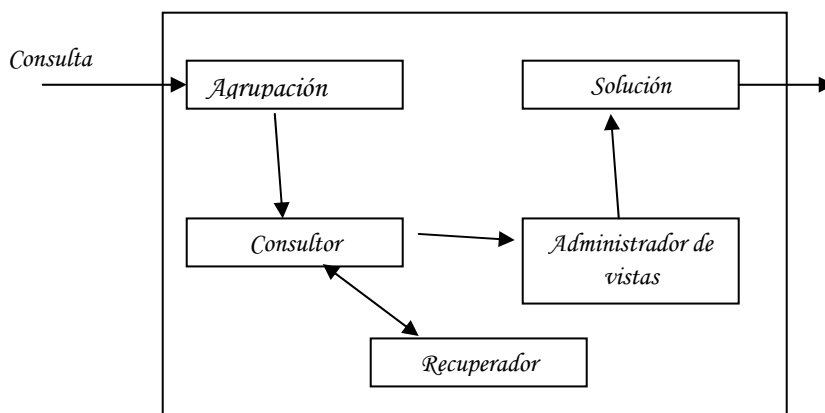 Consulta
Agrupación
Solución
Consultor
Administrador de
vistas
Recuperador